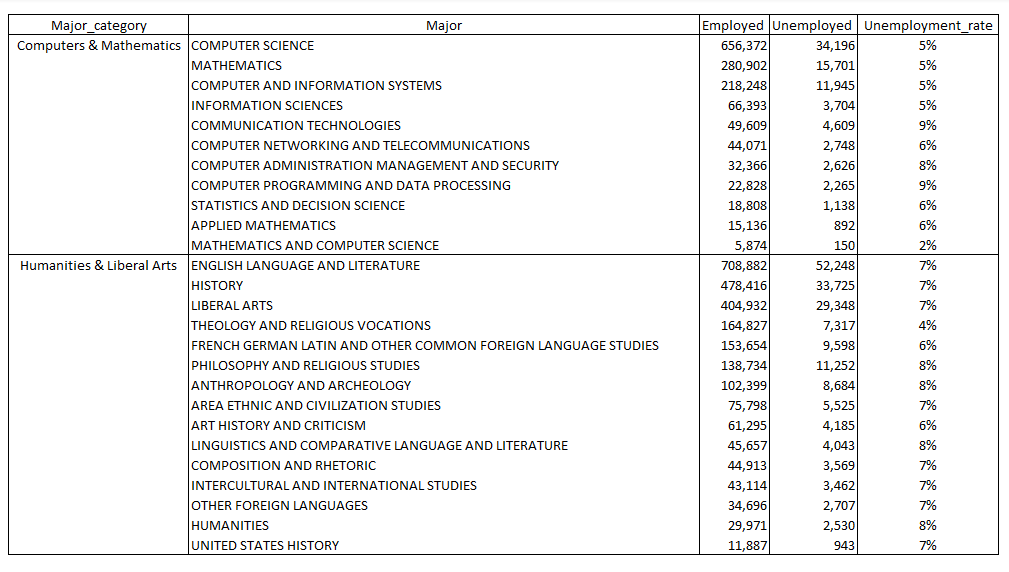 Major_category Major Employed Unemployed Unemployment_rate
Computers & Mathematics COMPUTER SCIENCE 656,372 34,196 5%
MATHEMATICS 280,902 15,701 5%
COMPUTER AND INFORMATION SYSTEMS 218,248 11,945 5%
INFORMATION SCIENCES 66,393 3,704 5%
COMMUNICATION TECHNOLOGIES 49,609 4,609 9%
COMPUTER NETWORKING AND TELECOMMUNICATIONS 44,071 2,748 6%
COMPUTER ADMINISTRATION MANAGEMENT AND SECURITY 32,366 2,626 8%
COMPUTER PROGRAMMING AND DATA PROCESSING 22,828 2,265 9%
STATISTICS AND DECISION SCIENCE 18,808 1,138 6%
APPLIED MATHEMATICS 15,136 892 6%
MATHEMATICS AND COMPUTER SCIENCE 5,874 150 2%
Humanities & Liberal Arts ENGLISH LANGUAGE AND LITERATURE 708,882 52,248 7%
HISTORY 478,416 33,725 7%
LIBERAL ARTS 404,932 29,348 7%
THEOLOGY AND RELIGIOUS VOCATIONS 164,827 7,317 4%
FRENCH GERMAN LATIN AND OTHER COMMON FOREIGN LANGUAGE STUDIES 153,654 9,598 6%
PHILOSOPHY AND RELIGIOUS STUDIES 138,734 11,252 8%
ANTHROPOLOGY AND ARCHEOLOGY 102,399 8,684 8%
AREA ETHNIC AND CIVILIZATION STUDIES 75,798 5,525 7%
ART HISTORY AND CRITICISM 61,295 4,185 6%
LINGUISTICS AND COMPARATIVE LANGUAGE AND LITERATURE 45,657 4,043 8%
COMPOSITION AND RHETORIC 44,913 3,569 7%
INTERCULTURAL AND INTERNATIONAL STUDIES 43,114 3,462 7%
OTHER FOREIGN LANGUAGES 34,696 2,707 7%
HUMANITIES 29,971 2,530 8%
UNITED STATES HISTORY 11,887 943 7%